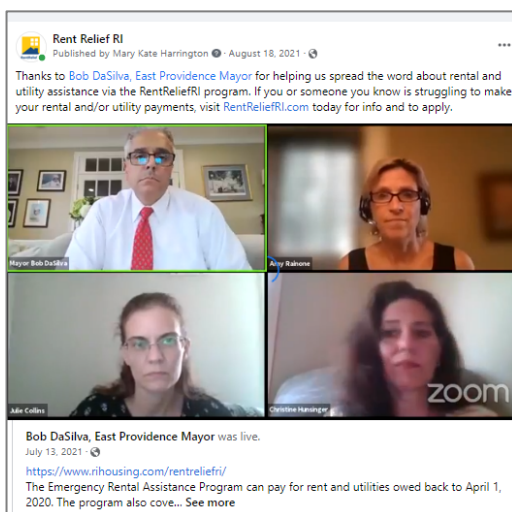 Rent Relief RI
Published by Mary Kate Harrington · August 18, 2021 ·
Thanks to Bob DaSilva, East Providence Mayor for helping us spread the word about rental and
utility assistance via the RentReliefRI program. If you or someone you know is struggling to make
your rental and/or utility payments, visit RentReliefRI.com today for info and to apply.
Mayor Bob DaSilva
Amy Rainone
Julie Collins
Christine Hunsinger
zoom
Bob DaSilva, East Providence Mayor was live.
July 13, 2021 ·
https://www.rihousing.com/rentreliefri/
The Emergency Rental Assistance Program can pay for rent and utilities owed back to April 1,
2020. The program also cove... See more